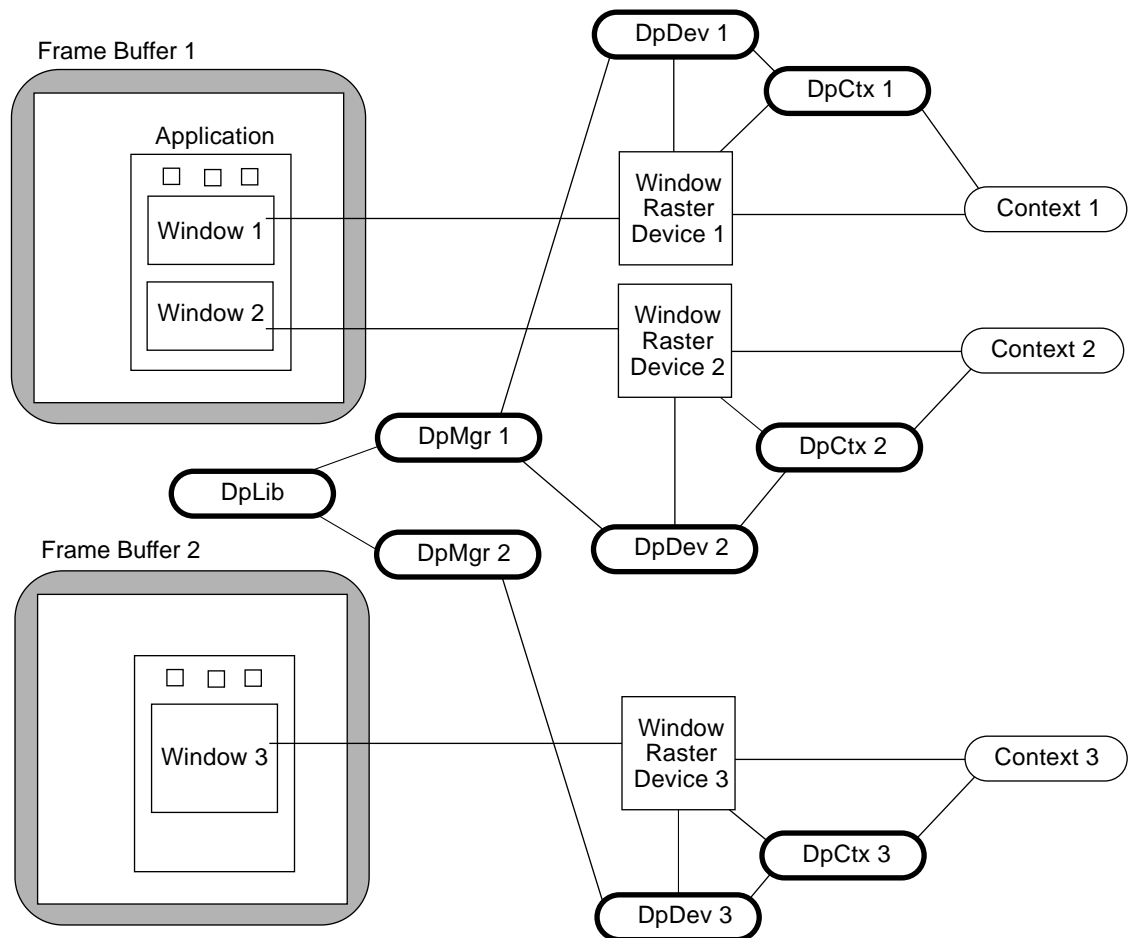 DpDev 1
Frame Buffer 1
DpCtx 1
Application
Window
Raster
Device 1
Context 1
Window 1
Window 2
Window
Raster
Device 2
Context 2
DpMgr 1
DpCtx 2
DpLib
Frame Buffer 2
DpMgr 2
DpDev 2
Window 3
Window
Raster
Device 3
Context 3
DpCtx 3
DpDev 3